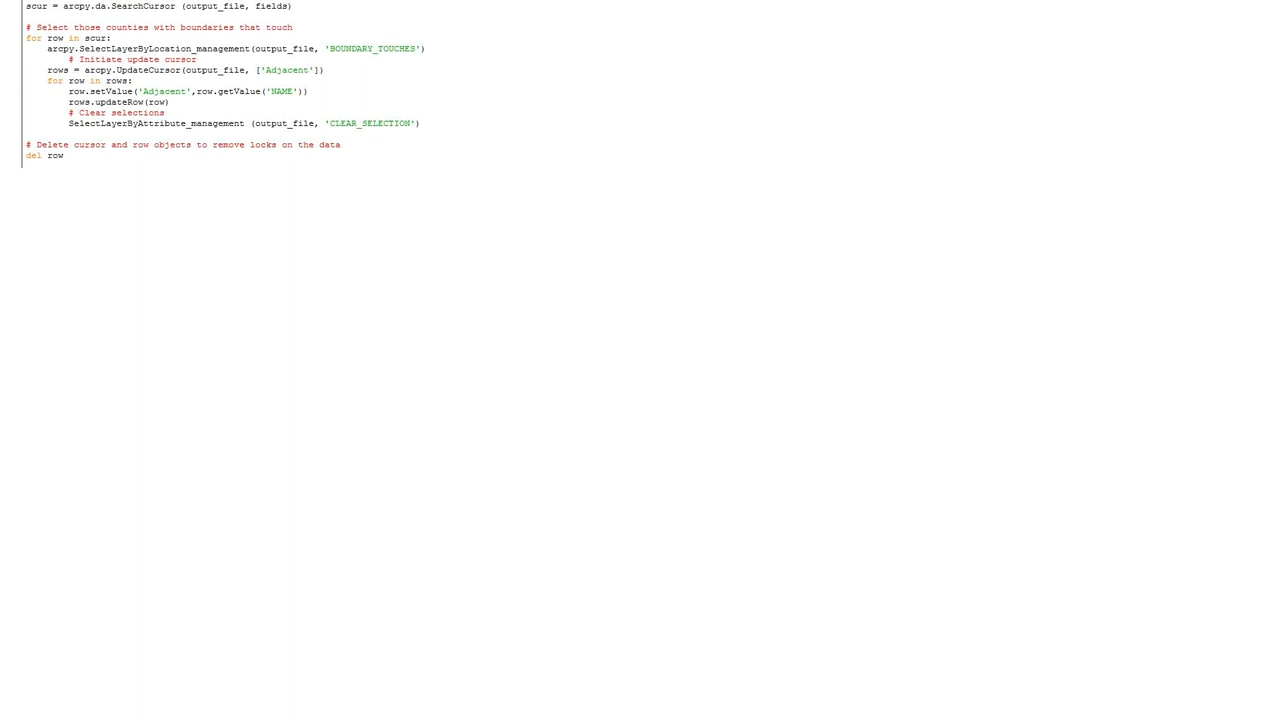 scur = arcpy.da.SearchCursor (output_file, fields)
# Select those counties with boundaries that touch
for row in scur:
    arcpy.SelectLayerByLocation_management(output_file, 'BOUNDARY_TOUCHES')
        # Initiate update cursor
    rows = arcpy.UpdateCursor(output_file, ['Adjacent'])
    for row in rows:
        row.setValue('Adjacent',row.getValue('NAME'))
        rows.updateRow(row)
        # Clear selections
        SelectLayerByAttribute_management (output_file, 'CLEAR_SELECTION')
# Delete cursor and row objects to remove locks on the data
del row